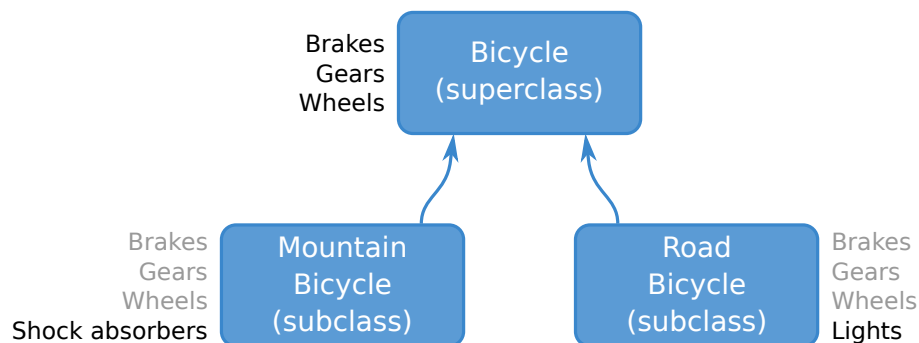 Brakes
Gears
Wheels
Bicycle
(superclass)
Brakes
Gears
Wheels
Shock absorbers
Mountain
Bicycle
(subclass)
Road
Bicycle
(subclass)
Brakes
Gears
Wheels
Lights